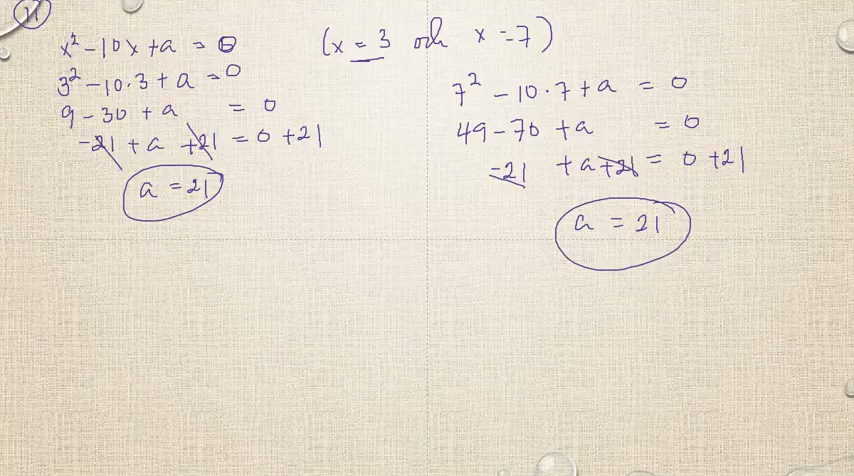 11
x² - 10x + a = 0 (x = 3 och x = 7)
3² - 10·3 + a = 0
9 - 30 + a = 0
-21 + a +21 = 0 +21
a = 21
7² - 10·7 + a = 0
49 - 70 + a = 0
-21 + a +21 = 0 +21
a = 21